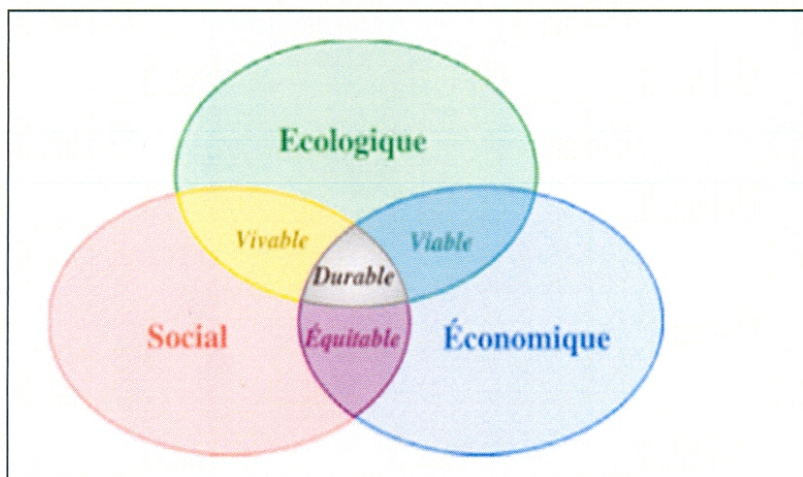 Ecologique
Vivable
Viable
Durable
Social
Équitable
Économique